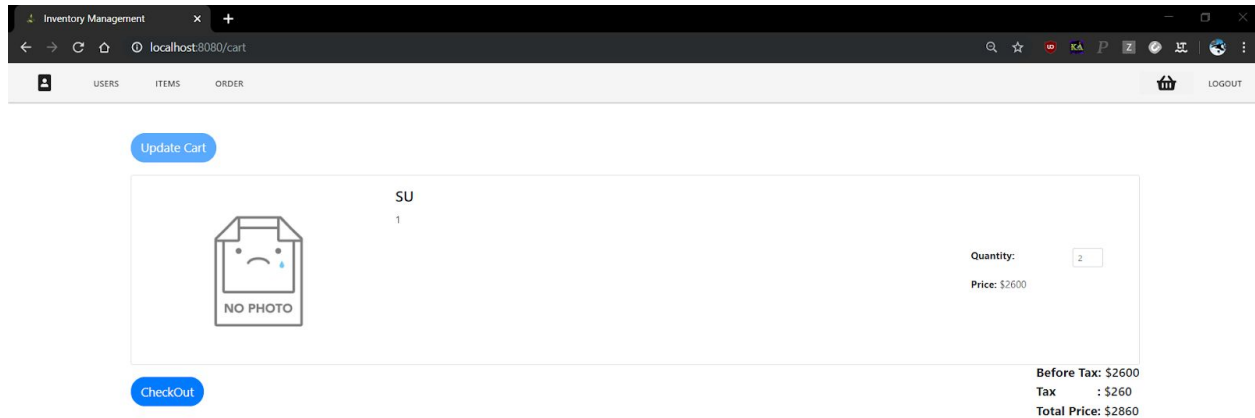 Inventory Management
localhost:8080/cart
USERS ITEMS ORDER LOGOUT
Update Cart
SU
1
Quantity: 2
Price: $2600
NO PHOTO
CheckOut
Before Tax: $2600
Tax : $260
Total Price: $2860